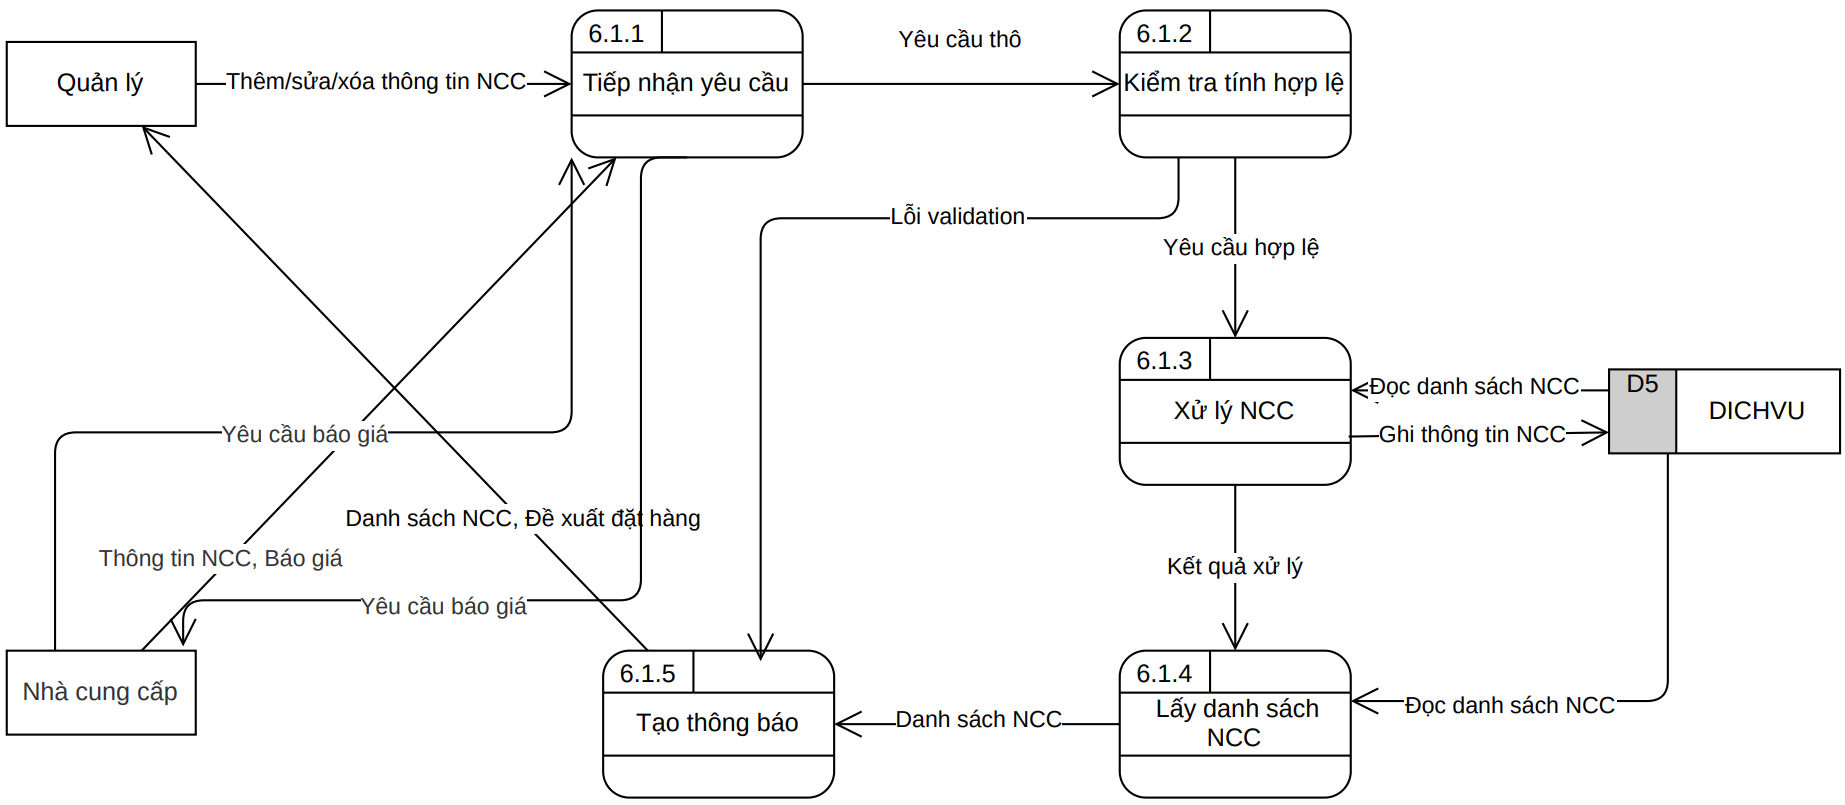 6.1.1
6.1.2
Yêu cầu thô
Quản lý
Thêm/sửa/xóa thông tin NCC
Tiếp nhận yêu cầu
Kiểm tra tính hợp lệ
Lỗi validation
Yêu cầu hợp lệ
6.1.3
D5
Đọc danh sách NCC
Xử lý NCC
DICHVU
Yêu cầu báo giá
Ghi thông tin NCC
Danh sách NCC, Đề xuất đặt hàng
Thông tin NCC, Báo giá
Kết quả xử lý
Yêu cầu báo giá
6.1.5
6.1.4
Nhà cung cấp
Đọc danh sách NCC
Tạo thông báo
Danh sách NCC
Lấy danh sách
NCC